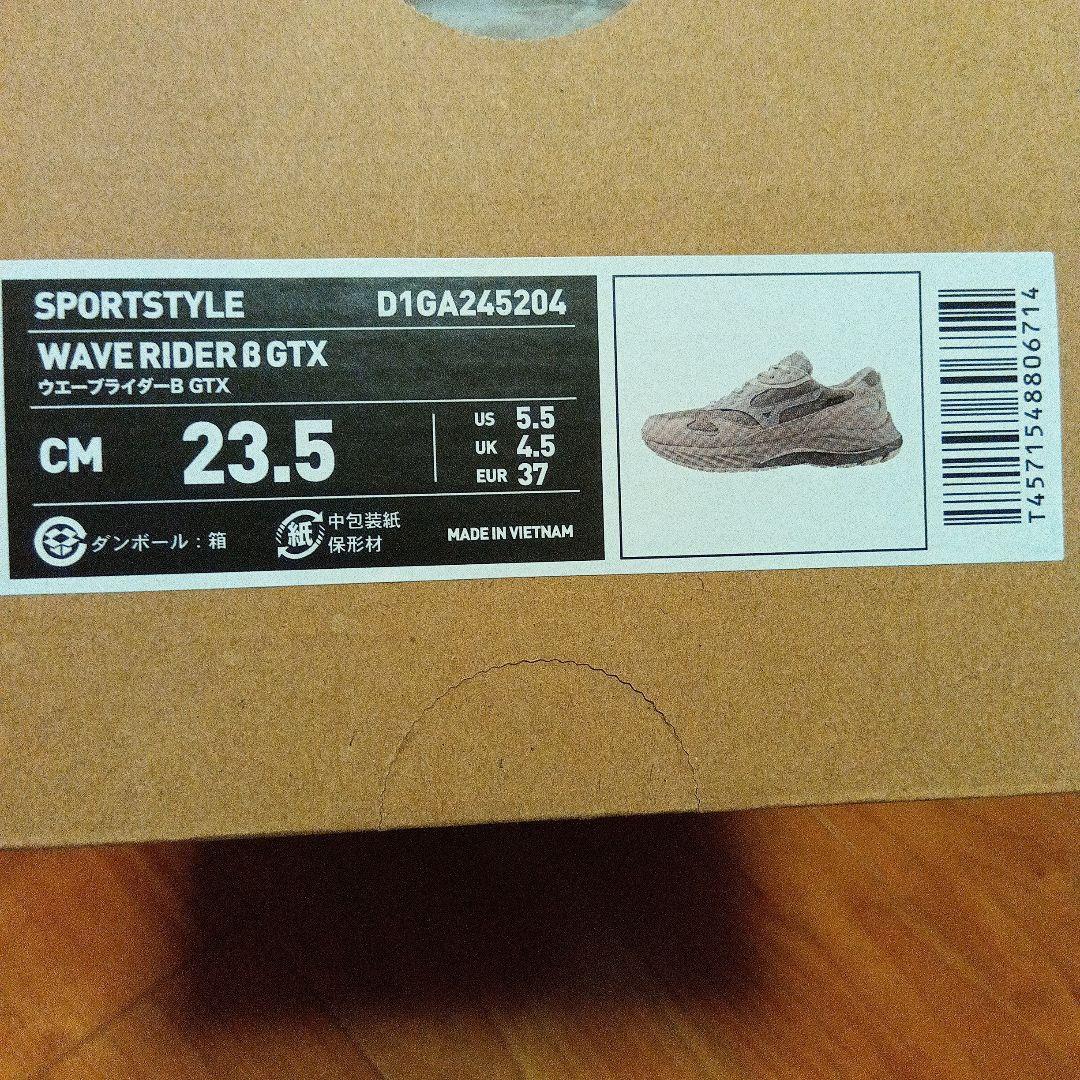 SPORTSTYLE D1GA245204
WAVE RIDER β GTX
ウエーブライダーB GTX
CM 23.5
US 5.5
UK 4.5
EUR 37
ダンボール：箱
紙 中包装紙
保形材
MADE IN VIETNAM
T4571548806714